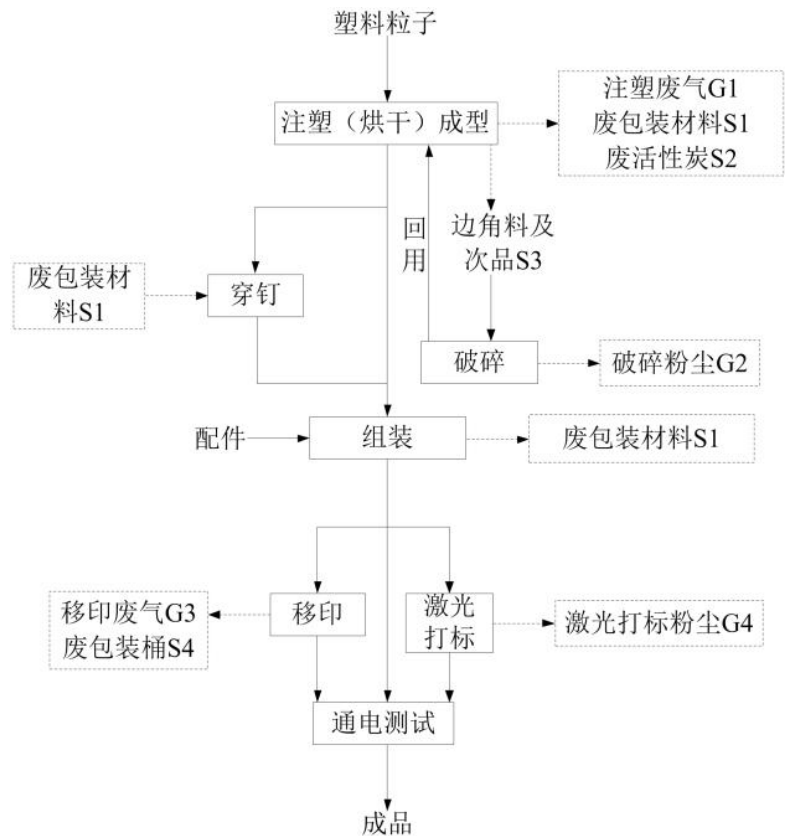 塑料粒子
注塑（烘干）成型
注塑废气G1
废包装材料S1
废活性炭S2
回
用
边角料及
次品S3
废包装材
料S1
穿钉
破碎
破碎粉尘G2
配件
组装
废包装材料S1
移印废气G3
废包装桶S4
移印
激光
打标
激光打标粉尘G4
通电测试
成品